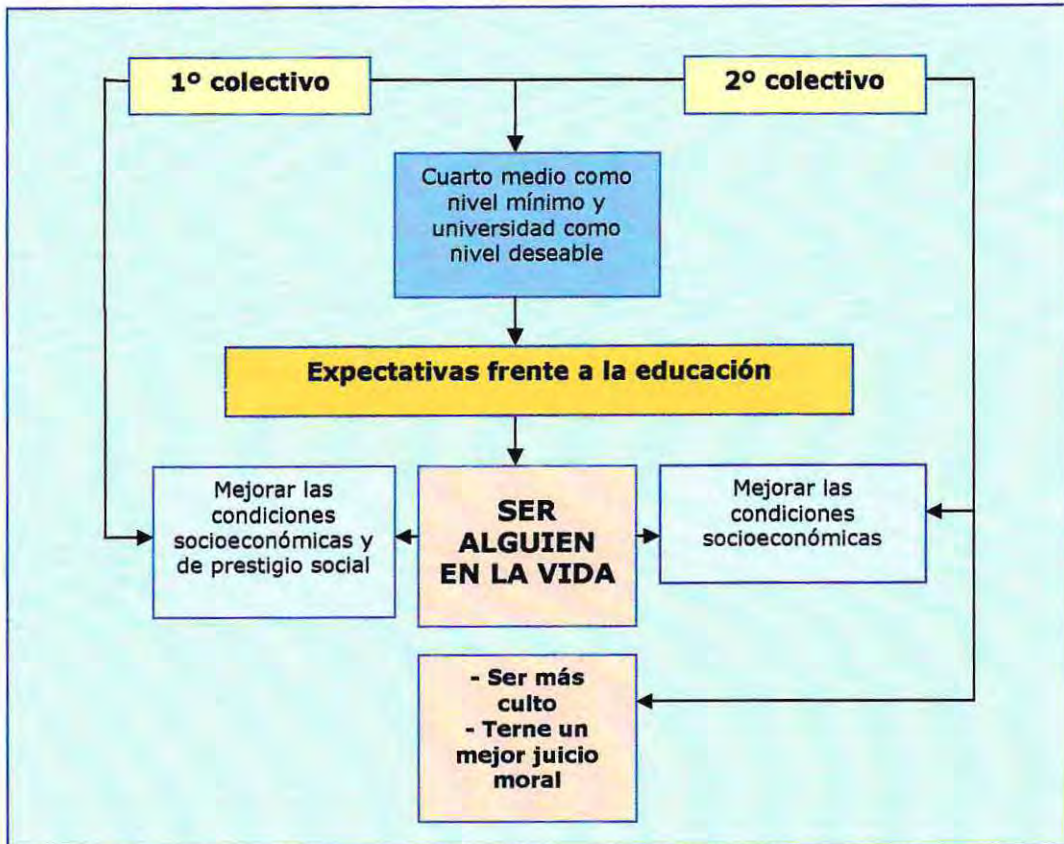 1º colectivo
2º colectivo
Cuarto medio como
nivel mínimo y
universidad como
nivel deseable
Expectativas frente a la educación
Mejorar las
condiciones
socioeconómicas y
de prestigio social
SER
ALGUIEN
EN LA VIDA
Mejorar las
condiciones
socioeconómicas
- Ser más
culto
- Terne un
mejor juicio
moral